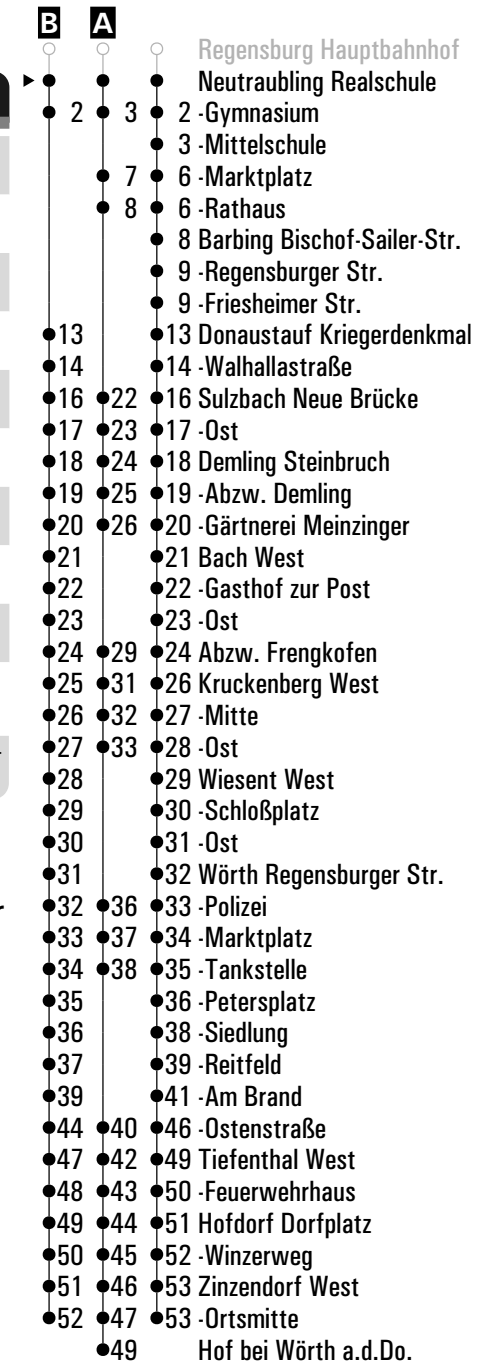 B A
Regensburg Hauptbahnhof
Neutraubling Realschule
2 3 2 -Gymnasium
3 -Mittelschule
7 6 -Marktplatz
8 6 -Rathaus
8 Barbing Bischof-Sailer-Str.
9 -Regensburger Str.
9 -Friesheimer Str.
13 13 Donaustauf Kriegerdenkmal
14 14 -Walhallastraße
16 22 16 Sulzbach Neue Brücke
17 23 17 -Ost
18 24 18 Demling Steinbruch
19 25 19 -Abzw. Demling
20 26 20 -Gärtnerei Meinzinger
21 21 Bach West
22 22 -Gasthof zur Post
23 23 -Ost
24 29 24 Abzw. Frengkofen
25 31 26 Kruckenberg West
26 32 27 -Mitte
27 33 28 -Ost
28 29 Wiesent West
29 30 -Schloßplatz
30 31 -Ost
31 32 Wörth Regensburger Str.
32 36 33 -Polizei
33 37 34 -Marktplatz
34 38 35 -Tankstelle
35 36 -Petersplatz
36 38 -Siedlung
37 39 -Reitfeld
39 41 -Am Brand
44 40 46 -Ostenstraße
47 42 49 Tiefenthal West
48 43 50 -Feuerwehrhaus
49 44 51 Hofdorf Dorfplatz
50 45 52 -Winzerweg
51 46 53 Zinzendorf West
52 47 53 -Ortsmitte
49 Hof bei Wörth a.d.Do.